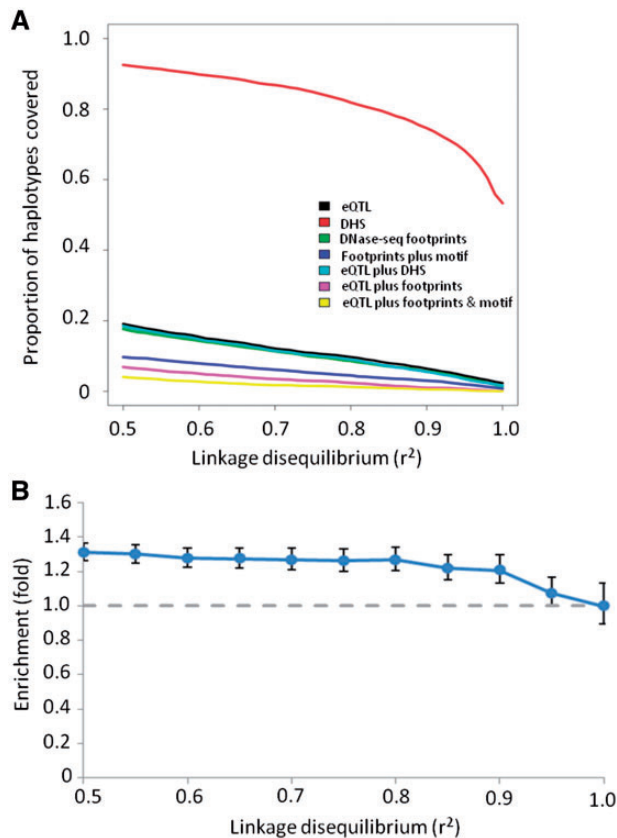 A
1.0
0.8
0.6
0.4
0.2
0
Proportion of haplotypes covered
eQTL
DHS
DNase-seq footprints
Footprints plus motif
eQTL plus DHS
eQTL plus footprints
eQTL plus footprints & motif
0.5 0.6 0.7 0.8 0.9 1.0
Linkage disequilibrium (r²)
B
1.6
1.4
1.2
1.0
0.8
0.6
0.4
0.2
0
Enrichment (fold)
0.5 0.6 0.7 0.8 0.9 1.0
Linkage disequilibrium (r²)